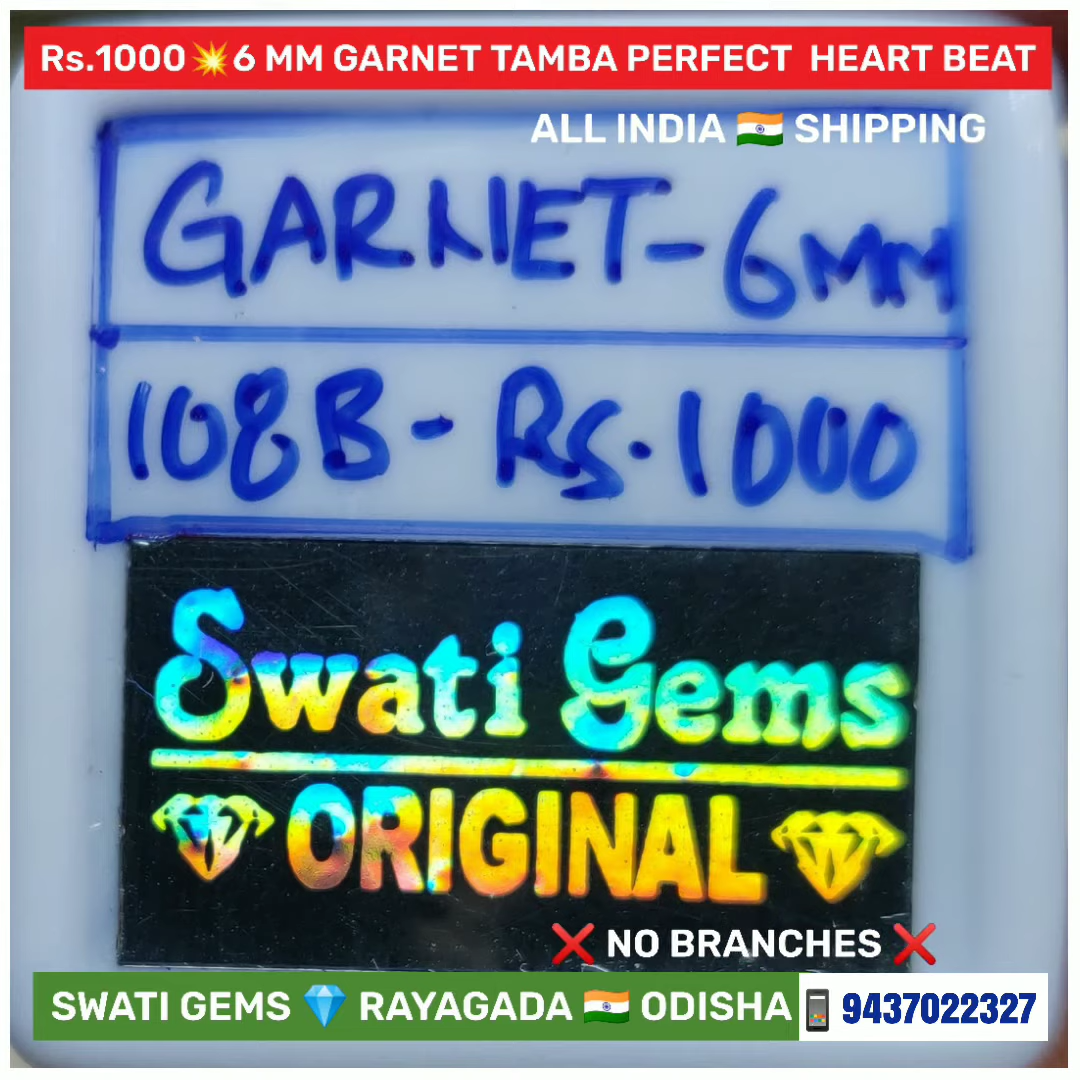 Rs.1000💥6 MM GARNET TAMBA PERFECT HEART BEAT
ALL INDIA 🇮🇳 SHIPPING
GARNET-6MM
108B - Rs.1000
Swati Gems
ORIGINAL
❌ NO BRANCHES ❌
SWATI GEMS 💎 RAYAGADA 🇮🇳 ODISHA 📱 9437022327